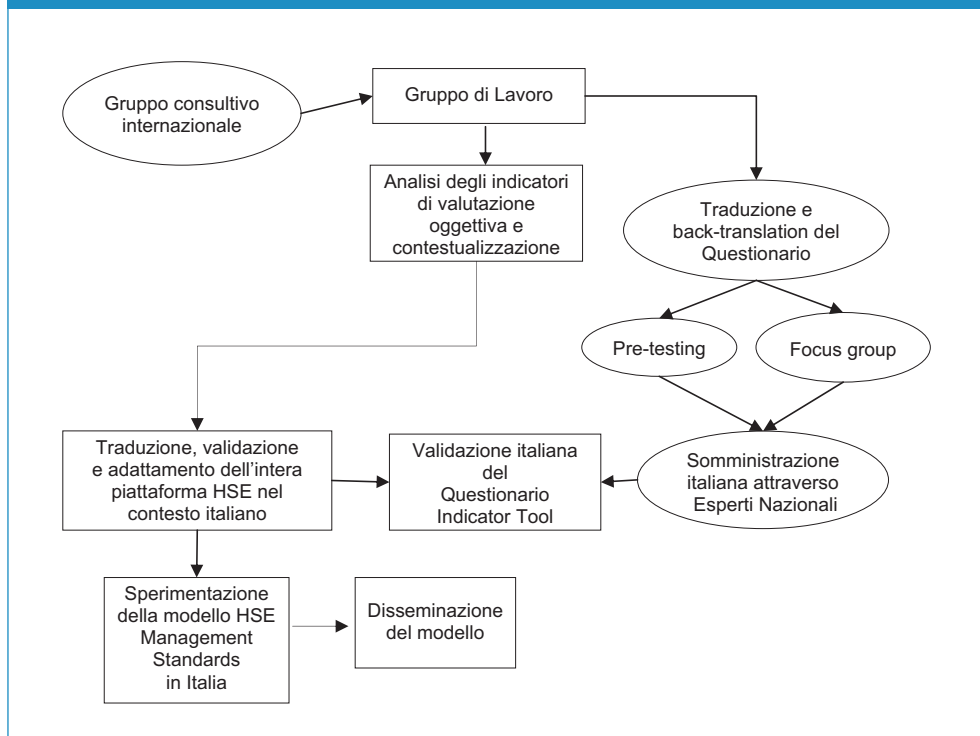 Gruppo consultivo
internazionale
Gruppo di Lavoro
Analisi degli indicatori
di valutazione
oggettiva e
contestualizzazione
Traduzione e
back-translation del
Questionario
Pre-testing
Focus group
Traduzione, validazione
e adattamento dell'intera
piattaforma HSE nel
contesto italiano
Validazione italiana
del
Questionario
Indicator Tool
Somministrazione
italiana attraverso
Esperti Nazionali
Sperimentazione
della modello HSE
Management
Standards
in Italia
Disseminazione
del modello